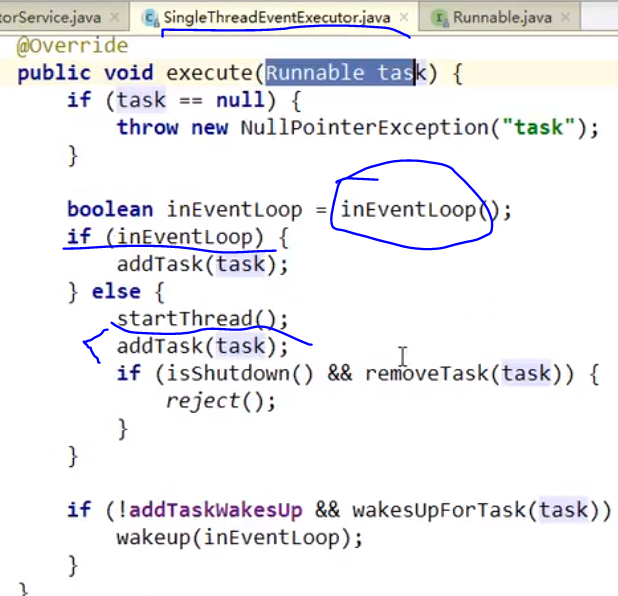 torService.java × SingleThreadEventExecutor.java × Runnable.java ×
@Override
public void execute(Runnable task) {
if (task == null) {
throw new NullPointerException("task");
}
boolean inEventLoop = inEventLoop();
if (inEventLoop) {
addTask(task);
} else {
startThread();
addTask(task);
if (isShutdown() && removeTask(task)) {
reject();
}
}
if (!addTaskWakesUp && wakesUpForTask(task))
wakeup(inEventLoop);
}
}